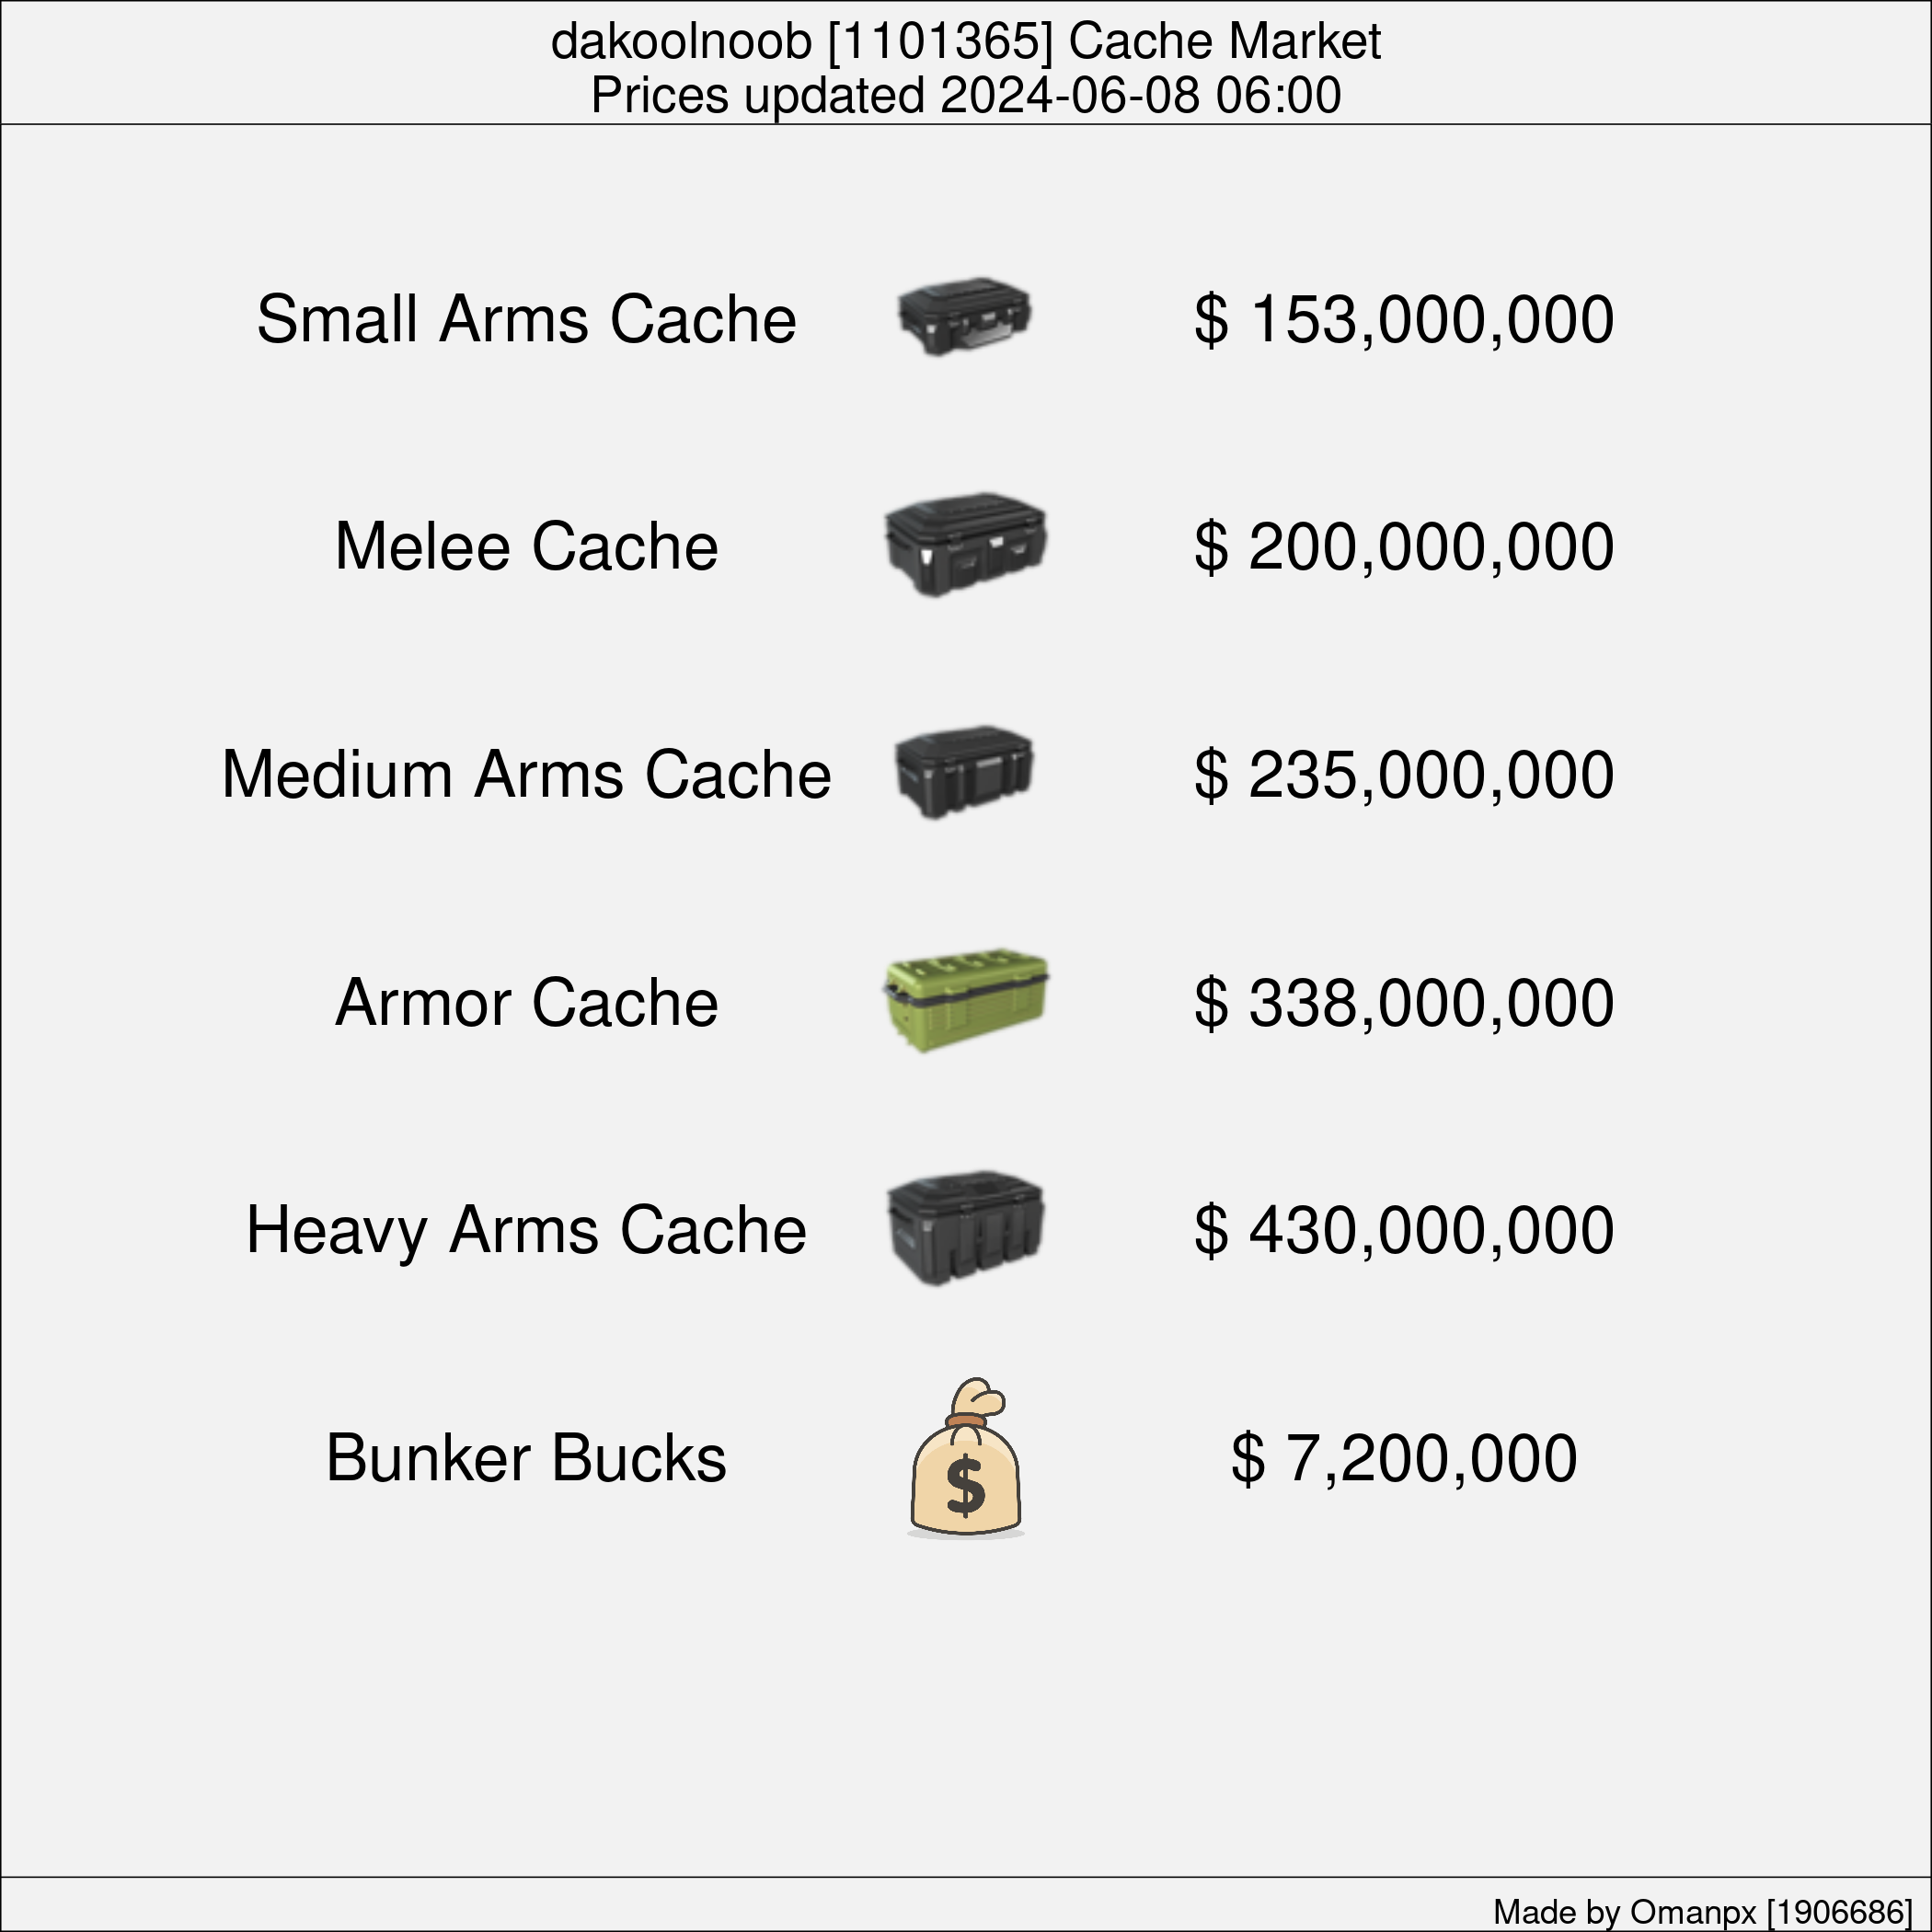 dakoolnoob [1101365] Cache Market
Prices updated 2024-06-08 06:00
Small Arms Cache $ 153,000,000
Melee Cache $ 200,000,000
Medium Arms Cache $ 235,000,000
Armor Cache $ 338,000,000
Heavy Arms Cache $ 430,000,000
Bunker Bucks $ $ 7,200,000
Made by Omanpx [1906686]